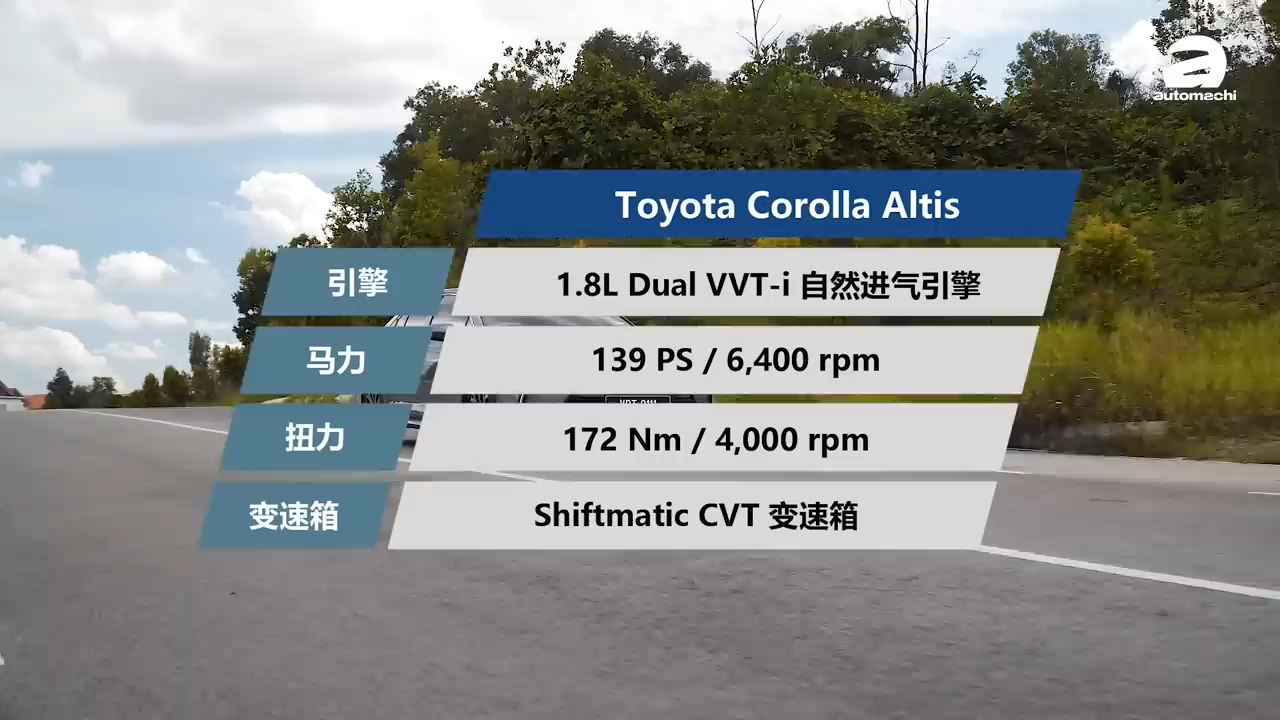 automachi
Toyota Corolla Altis
引擎 1.8L Dual VVT-i 自然进气引擎
马力 139 PS / 6,400 rpm
扭力 172 Nm / 4,000 rpm
变速箱 Shiftmatic CVT 变速箱